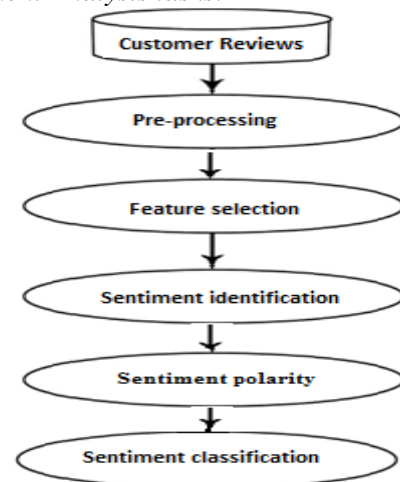 Customer Reviews
Pre-processing
Feature selection
Sentiment identification
Sentiment polarity
Sentiment classification